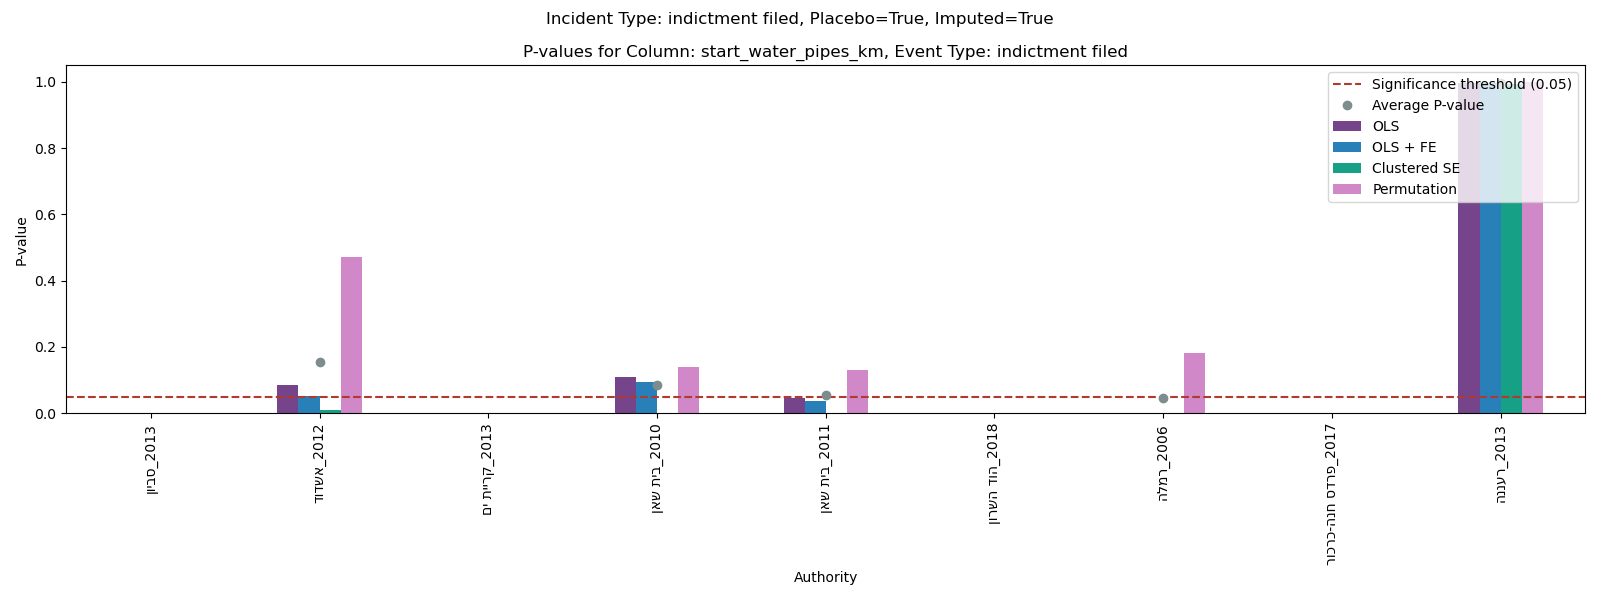 Incident Type: indictment filed, Placebo=True, Imputed=True
P-values for Column: start_water_pipes_km, Event Type: indictment filed
Significance threshold (0.05)
Average P-value
OLS
OLS + FE
Clustered SE
Permutation
P-value
1.0
0.8
0.6
0.4
0.2
0.0
סביון_2013
אשדוד_2012
קריית ים_2013
בית שאן_2010
בית שאן_2011
הוד השרון_2018
רמלה_2006
פרדס חנה-כרכור_2017
רעננה_2013
Authority